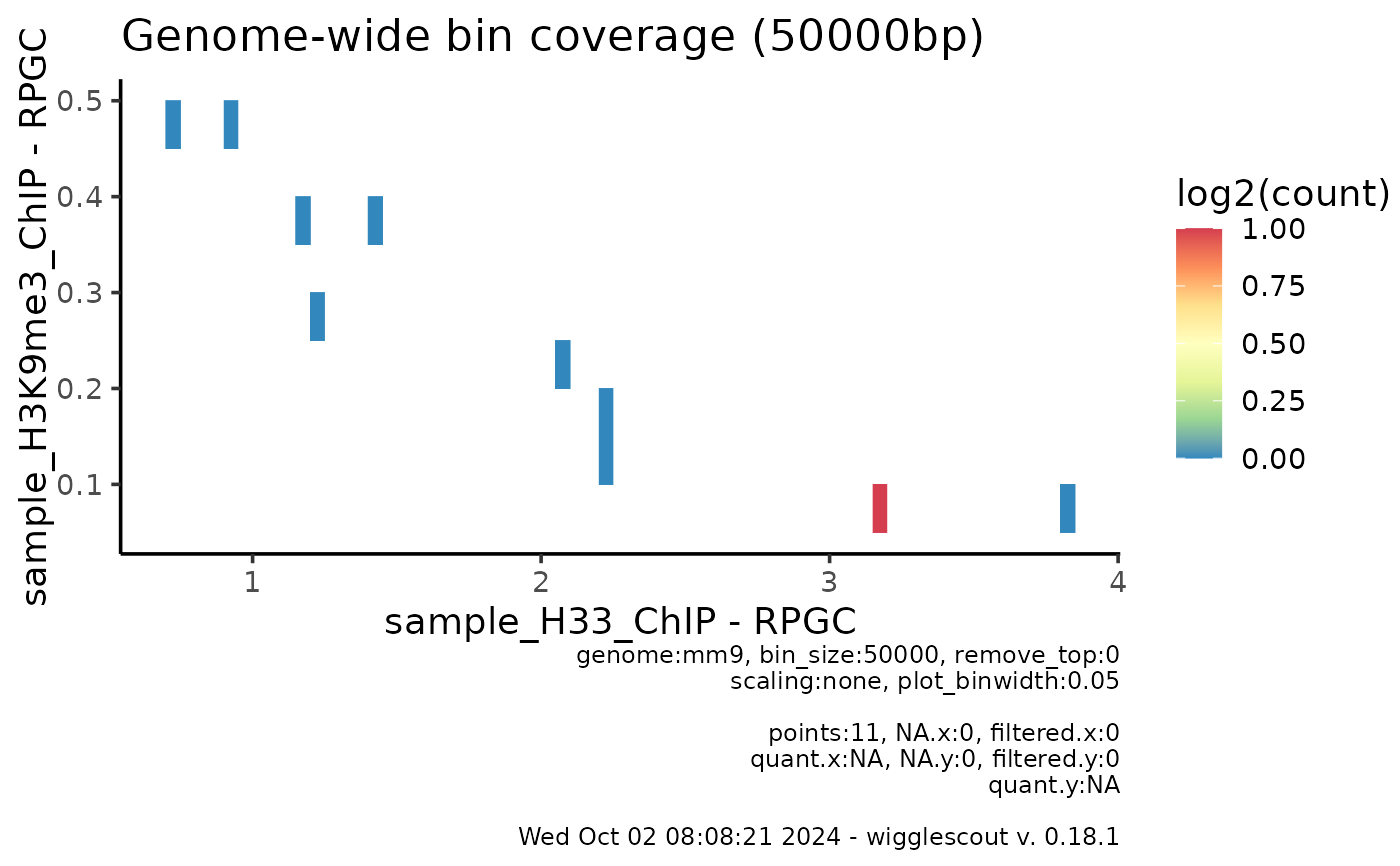 Genome-wide bin coverage (50000bp)
sample_H3K9me3_ChIP - RPGC
0.5
0.4
0.3
0.2
0.1
1
2
3
4
sample_H33_ChIP - RPGC
log2(count)
1.00
0.75
0.50
0.25
0.00
genome:mm9, bin_size:50000, remove_top:0
scaling:none, plot_binwidth:0.05
points:11, NA.x:0, filtered.x:0
quant.x:NA, NA.y:0, filtered.y:0
quant.y:NA
Wed Oct 02 08:08:21 2024 - wigglescout v. 0.18.1